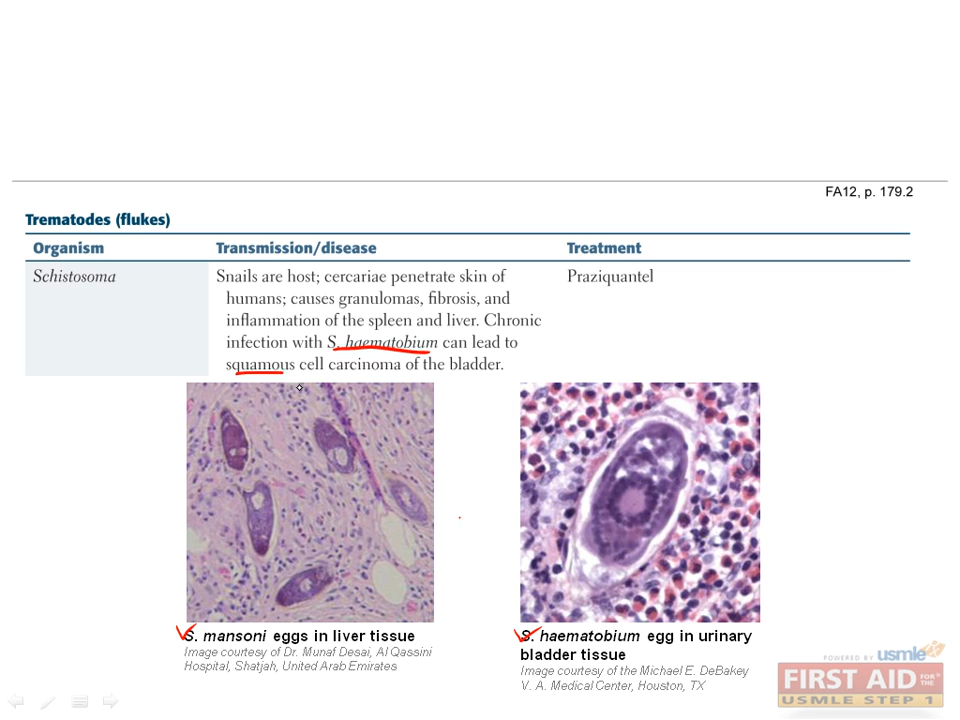 FA12, p. 179.2
Trematodes (flukes)
Organism Transmission/disease Treatment
Schistosoma Snails are host; cercariae penetrate skin of Praziquantel
humans; causes granulomas, fibrosis, and
inflammation of the spleen and liver. Chronic
infection with S. haematobium can lead to
squamous cell carcinoma of the bladder.
S. mansoni eggs in liver tissue
Image courtesy of Dr. Munaf Desai, Al Qassini
Hospital, Shatjah, United Arab Emirates
S. haematobium egg in urinary
bladder tissue
Image courtesy of the Michael E. DeBakey
V. A. Medical Center, Houston, TX
POWERED BY usmle
FIRST AID FOR THE
USMLE STEP 1